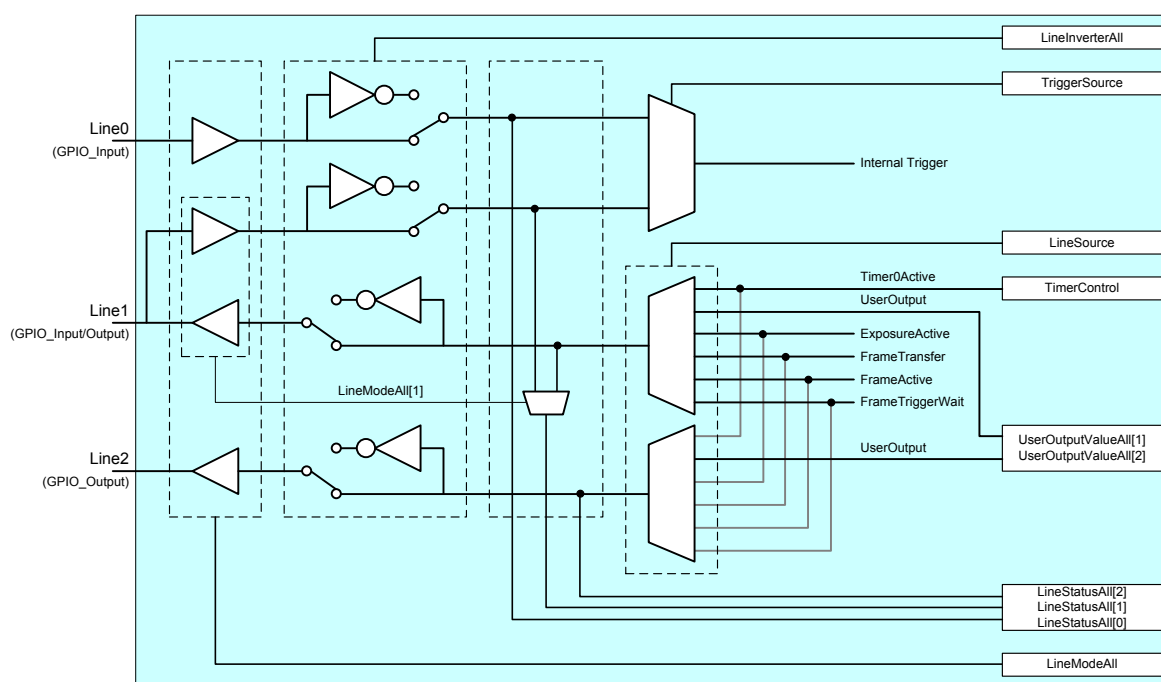 LineInverterAll
TriggerSource
Line0
(GPIO_Input)
Internal Trigger
LineSource
Timer0Active
TimerControl
UserOutput
Line1
(GPIO_Input/Output)
ExposureActive
FrameTransfer
FrameActive
LineModeAll[1]
FrameTriggerWait
UserOutput
UserOutputValueAll[1]
UserOutputValueAll[2]
Line2
(GPIO_Output)
LineStatusAll[2]
LineStatusAll[1]
LineStatusAll[0]
LineModeAll